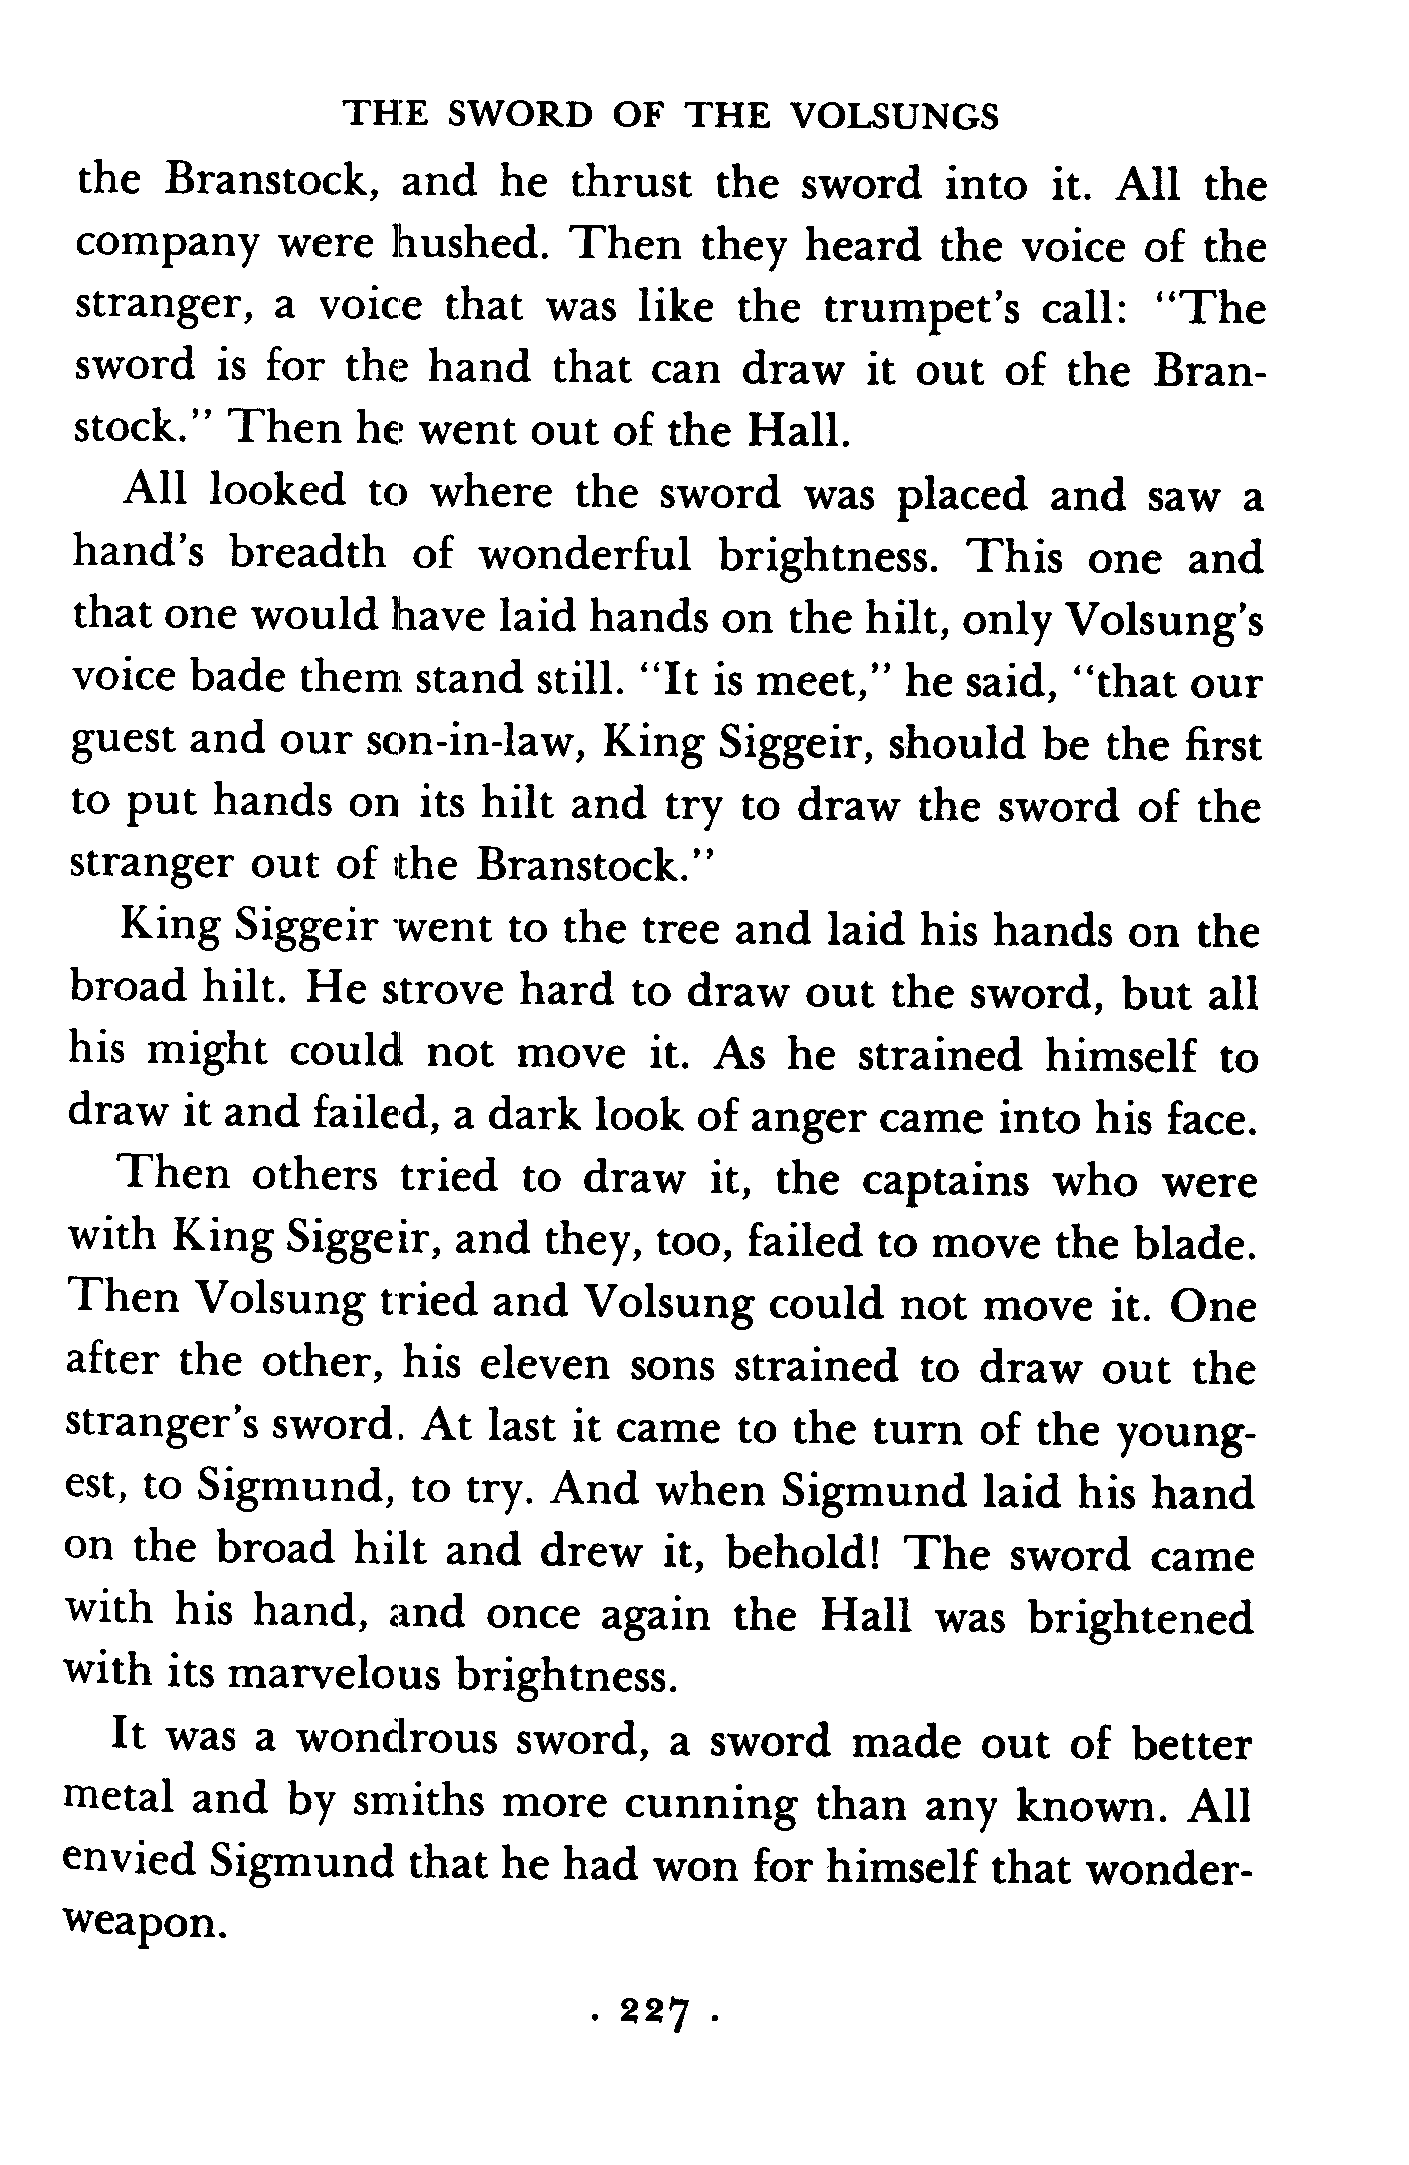 THE SWORD OF THE VOLSUNGS
the Branstock, and he thrust the sword into it. All the
company were hushed. Then they heard the voice of the
stranger, a voice that was like the trumpet's call: "The
sword is for the hand that can draw it out of the Bran-
stock." Then he went out of the Hall.
All looked to where the sword was placed and saw a
hand's breadth of wonderful brightness. This one and
that one would have laid hands on the hilt, only Volsung's
voice bade them stand still. "It is meet," he said, "that our
guest and our son-in-law, King Siggeir, should be the first
to put hands on its hilt and try to draw the sword of the
stranger out of the Branstock."
King Siggeir went to the tree and laid his hands on the
broad hilt. He strove hard to draw out the sword, but all
his might could not move it. As he strained himself to
draw it and failed, a dark look of anger came into his face.
Then others tried to draw it, the captains who were
with King Siggeir, and they, too, failed to move the blade.
Then Volsung tried and Volsung could not move it. One
after the other, his eleven sons strained to draw out the
stranger's sword. At last it came to the turn of the young-
est, to Sigmund, to try. And when Sigmund laid his hand
on the broad hilt and drew it, behold! The sword came
with his hand, and once again the Hall was brightened
with its marvelous brightness.
It was a wondrous sword, a sword made out of better
metal and by smiths more cunning than any known. All
envied Sigmund that he had won for himself that wonder-
weapon.
. 227 .